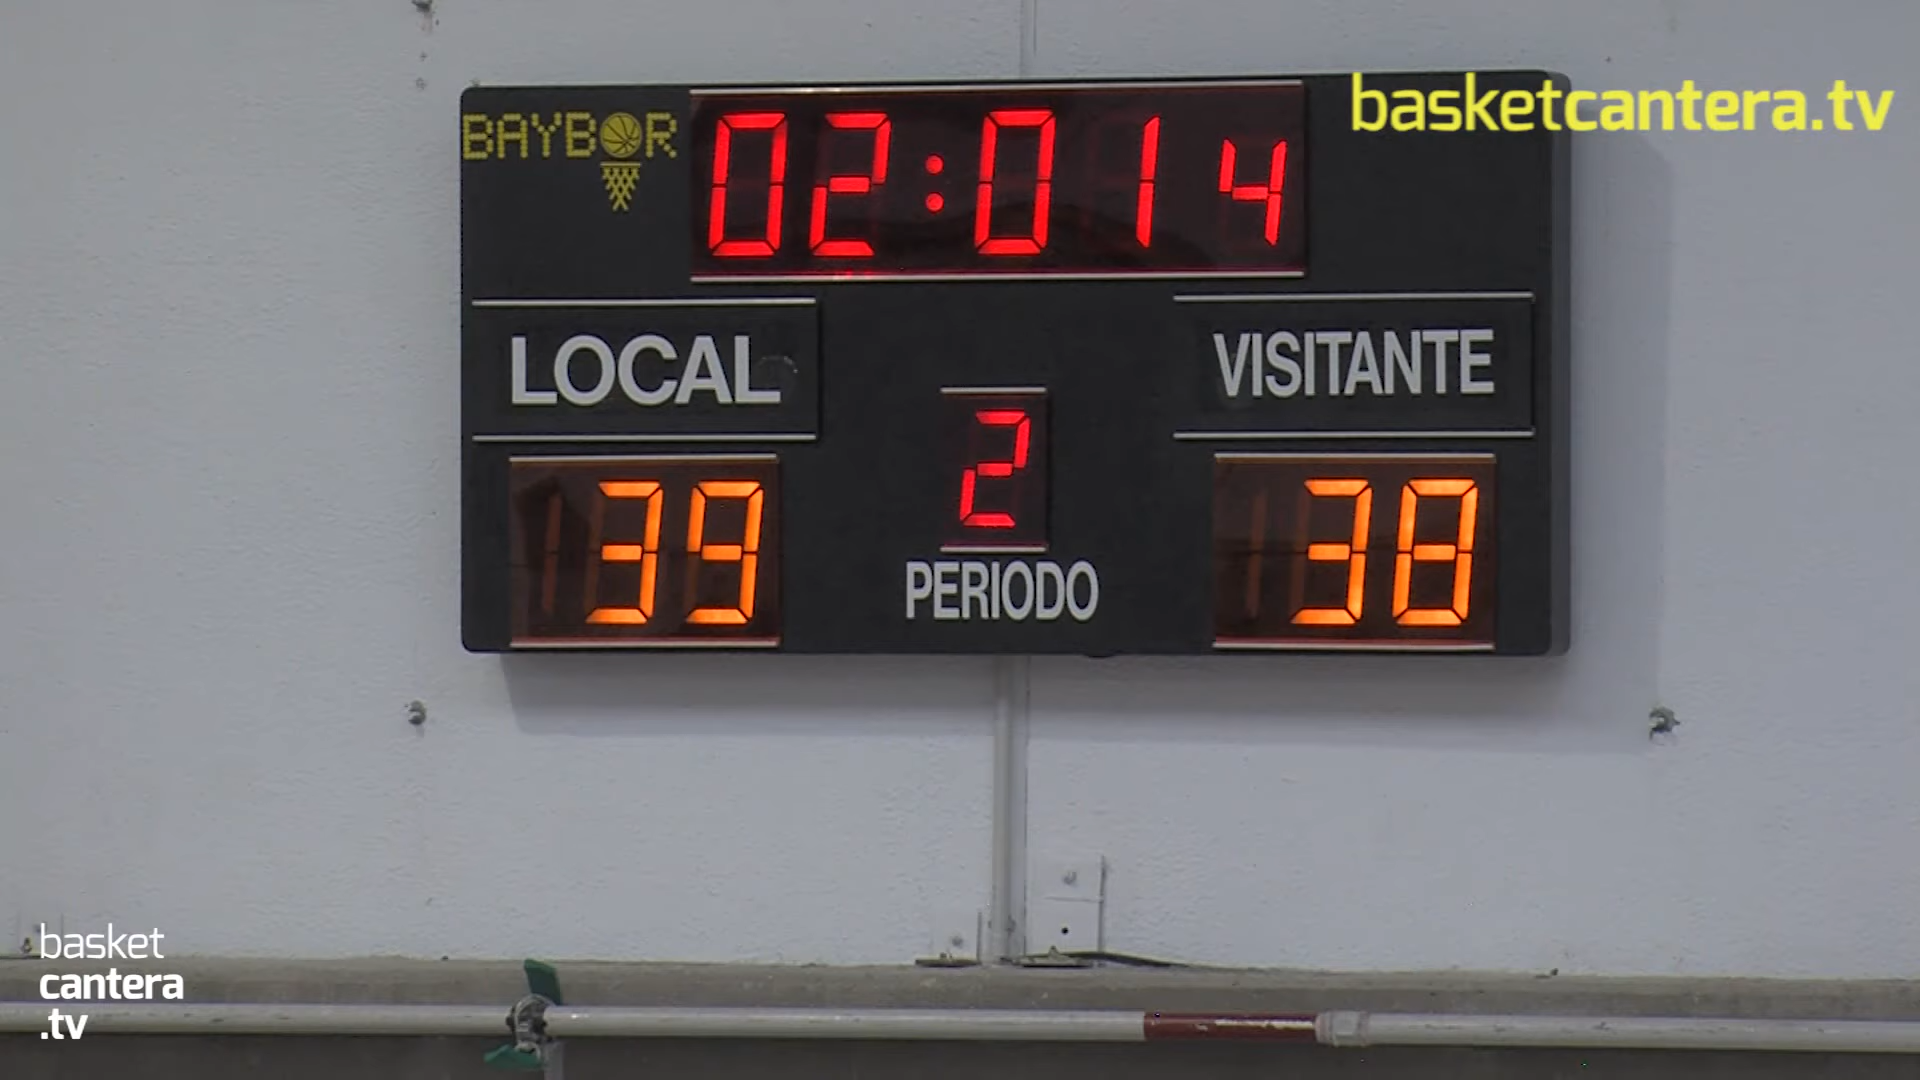 basketcantera.tv
BAYBOR
02:01 4
LOCAL
VISITANTE
2
39
38
PERIODO
basket
cantera
.tv